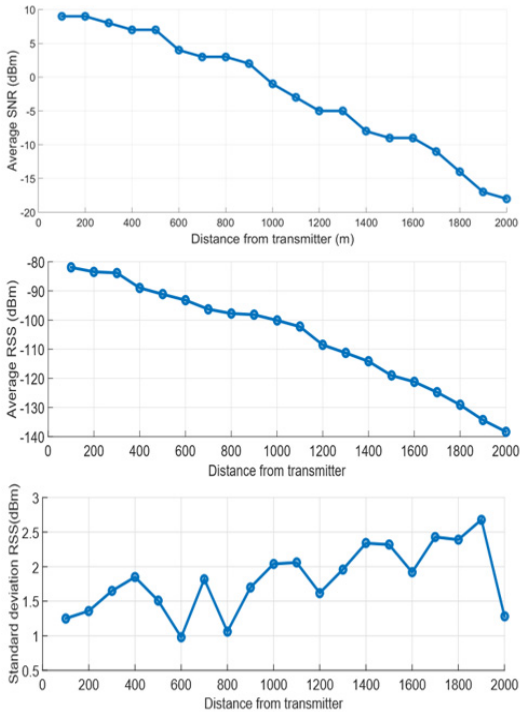 10
5
0
-5
-10
-15
-20
Average SNR (dBm)
0 200 400 600 800 1000 1200 1400 1600 1800 2000
Distance from transmitter (m)
-80
-90
-100
-110
-120
-130
-140
Average RSS (dBm)
0 200 400 600 800 1000 1200 1400 1600 1800 2000
Distance from transmitter
3
2.5
2
1.5
1
0.5
Standard deviation RSS(dBm)
0 200 400 600 800 1000 1200 1400 1600 1800 2000
Distance from transmitter